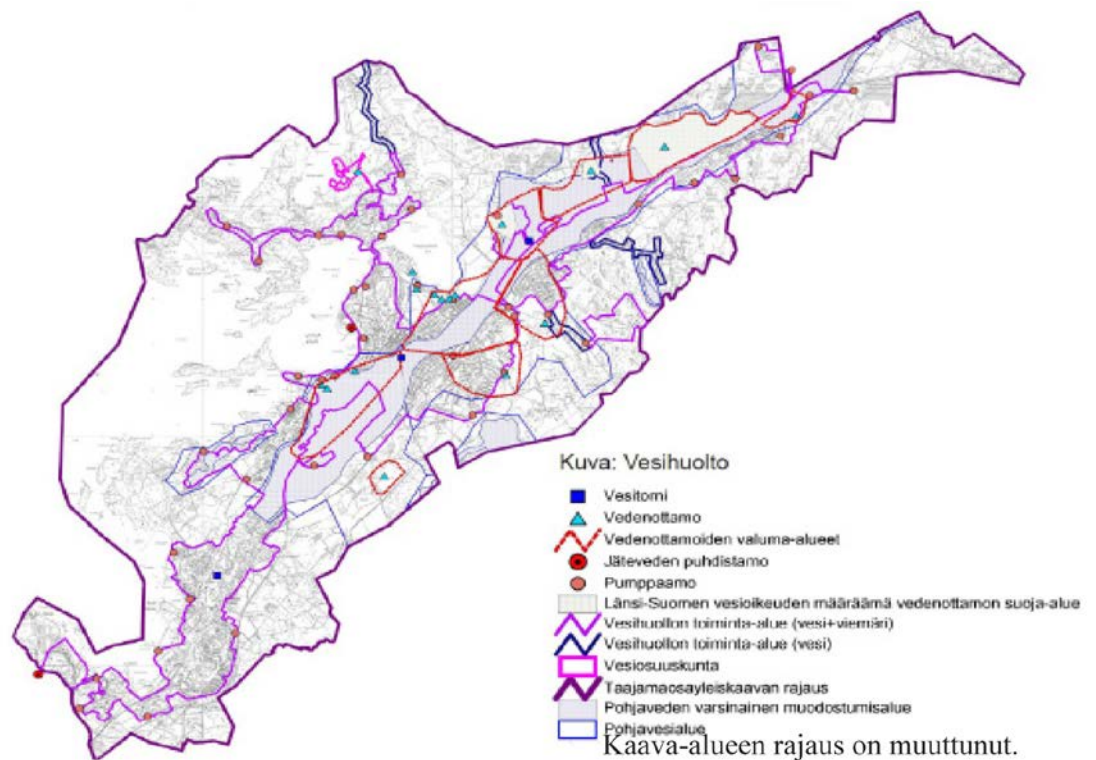 Kuva: Vesihuolto
Vesitorni
Vedenottamo
Vedenottamoiden valuma-alueet
Jäteveden puhdistamo
Pumppaamo
Länsi-Suomen vesioikeuden määräämä vedenottamon suoja-alue
Vesihuollon toiminta-alue (vesi+viemäri)
Vesihuollon toiminta-alue (vesi)
Vesiosuuskunta
Taajamaosayleiskaavan rajaus
Pohjaveden varsinainen muodostumisalue
Pohjavesialue
Kaava-alueen rajaus on muuttunut.